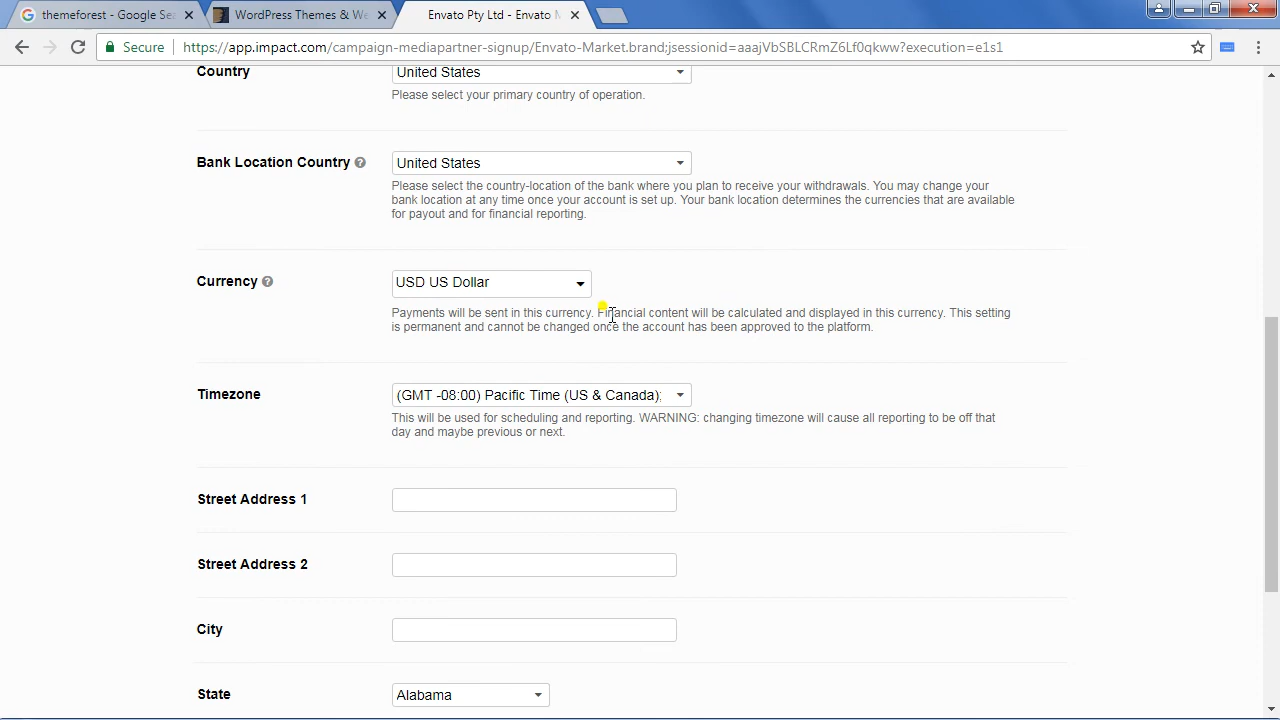 themeforest - Google Sea
WordPress Themes & We
Envato Pty Ltd - Envato M
Secure
https://app.impact.com/campaign-mediapartner-signup/Envato-Market.brand;jsessionid=aajVbSBLCRmZ6Lf0qkww?execution=e1s1
Country
United States
Please select your primary country of operation.
Bank Location Country
United States
Please select the country-location of the bank where you plan to receive your withdrawals. You may change your
bank location at any time once your account is set up. Your bank location determines the currencies that are available
for payout and for financial reporting.
Currency
USD US Dollar
Payments will be sent in this currency. Financial content will be calculated and displayed in this currency. This setting
is permanent and cannot be changed once the account has been approved to the platform.
Timezone
(GMT -08:00) Pacific Time (US & Canada);
This will be used for scheduling and reporting. WARNING: changing timezone will cause all reporting to be off that
day and maybe previous or next.
Street Address 1
Street Address 2
City
State
Alabama